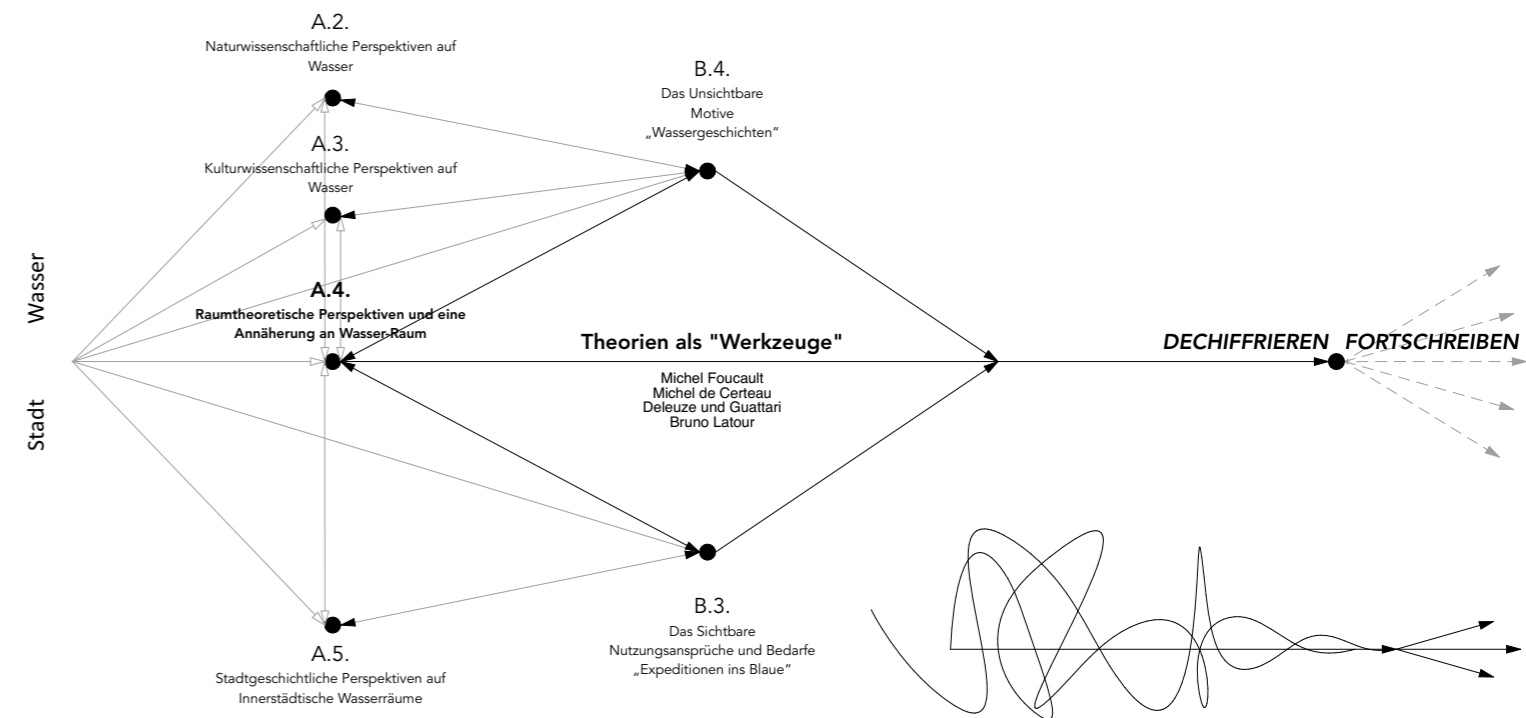 A.2.
Naturwissenschaftliche Perspektiven auf
Wasser
B.4.
Das Unsichtbare
Motive
„Wassergeschichten“
A.3.
Kulturwissenschaftliche Perspektiven auf
Wasser
Wasser
Stadt
A.4.
Raumtheoretische Perspektiven und eine
Annäherung an Wasser-Raum
Theorien als "Werkzeuge"
Michel Foucault
Michel de Certeau
Deleuze und Guattari
Bruno Latour
DECHIFFRIEREN FORTSCHREIBEN
B.3.
Das Sichtbare
Nutzungsansprüche und Bedarfe
„Expeditionen ins Blaue“
A.5.
Stadtgeschichtliche Perspektiven auf
Innerstädtische Wasserräume